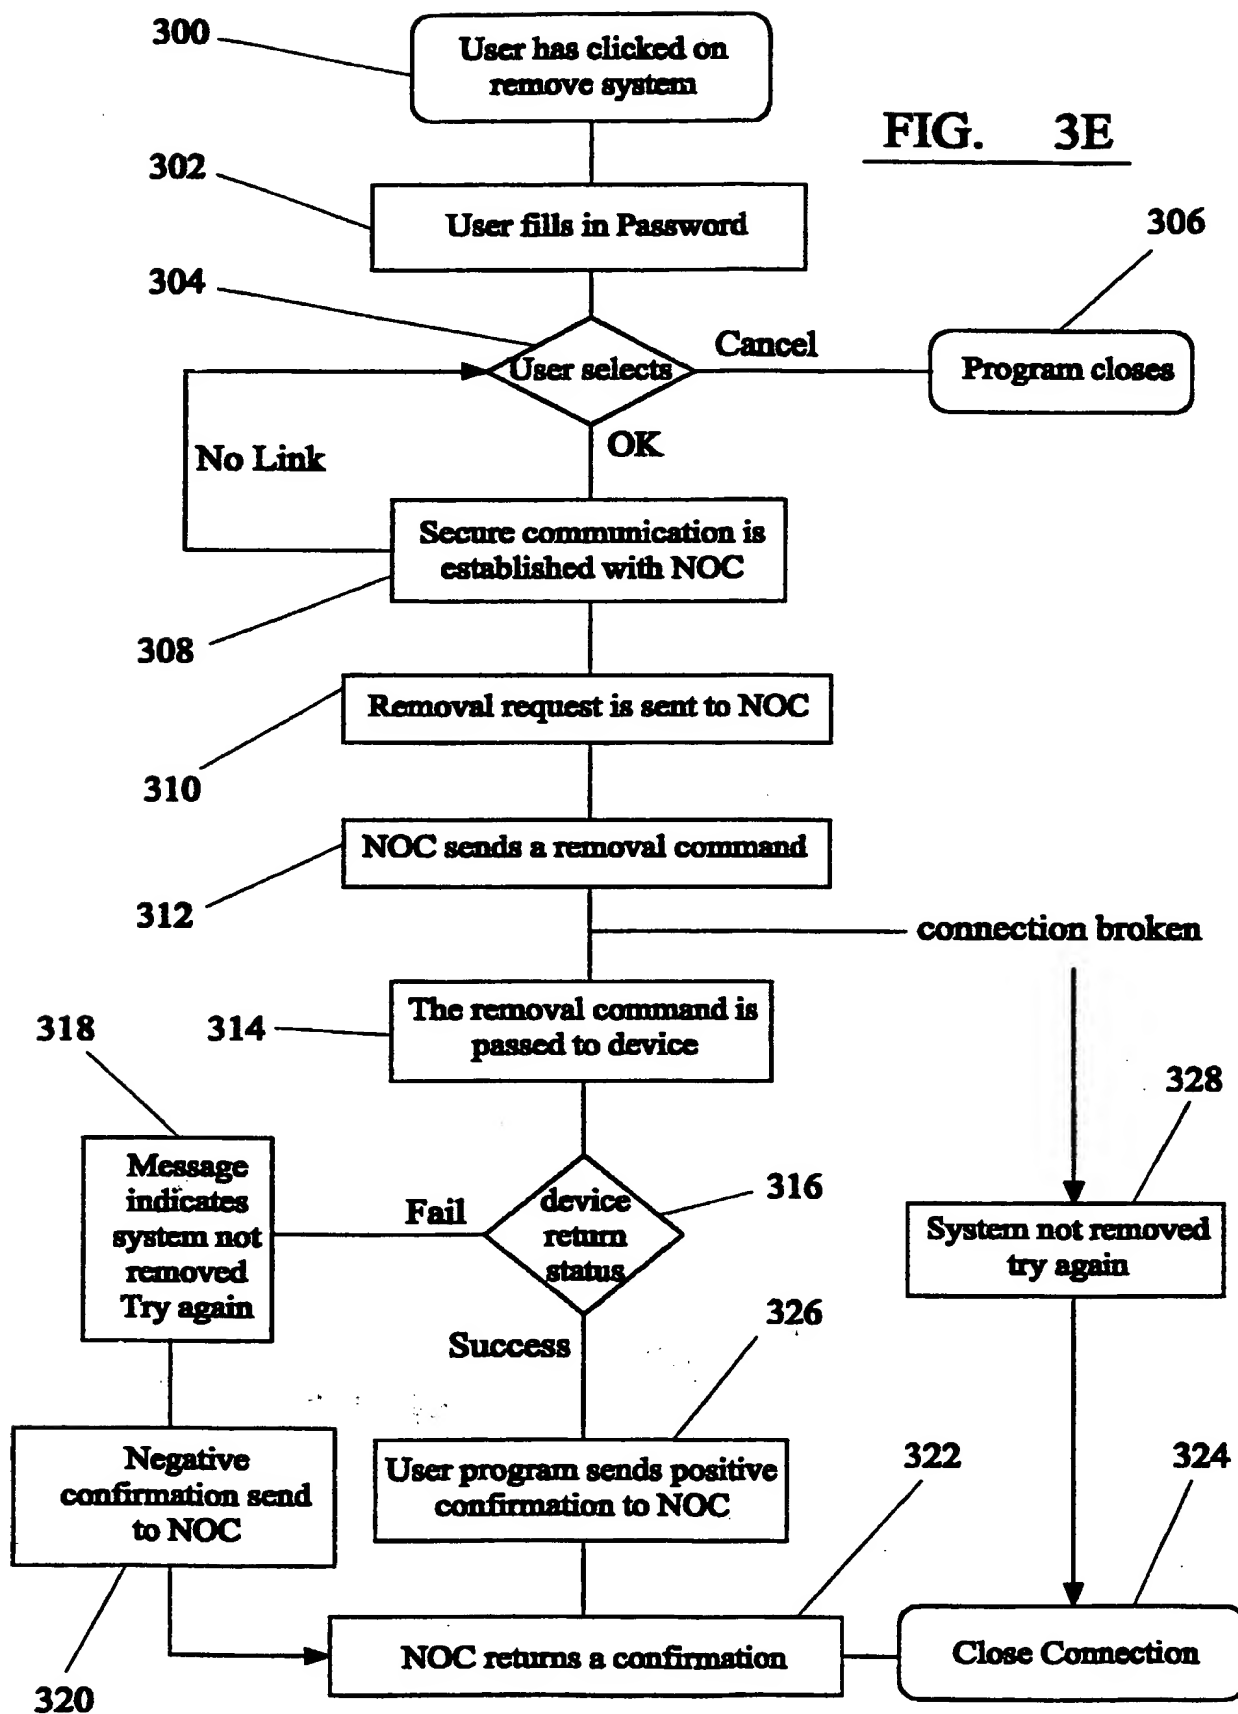 300
User has clicked on
remove system
FIG. 3E
302
User fills in Password
306
304
User selects
Cancel
Program closes
No Link
OK
Secure communication is
established with NOC
308
Removal request is sent to NOC
310
NOC sends a removal command
312
connection broken
318
314
The removal command is
passed to device
328
Message
indicates
system not
removed
Try again
Fail
device
return
status
316
System not removed
try again
326
Success
Negative
confirmation send
to NOC
User program sends positive
confirmation to NOC
322
324
320
NOC returns a confirmation
Close Connection